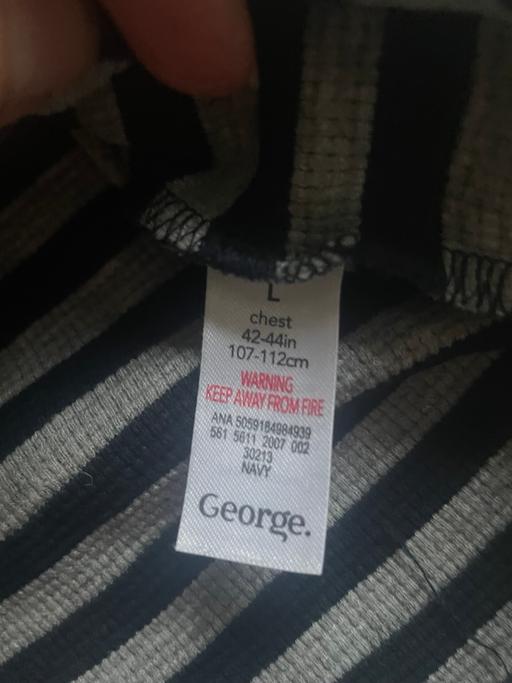 L
chest
42-44in
107-112cm
WARNING
KEEP AWAY FROM FIRE
ANA 5059184984939
561 5611 2007 002
30213
NAVY
George.